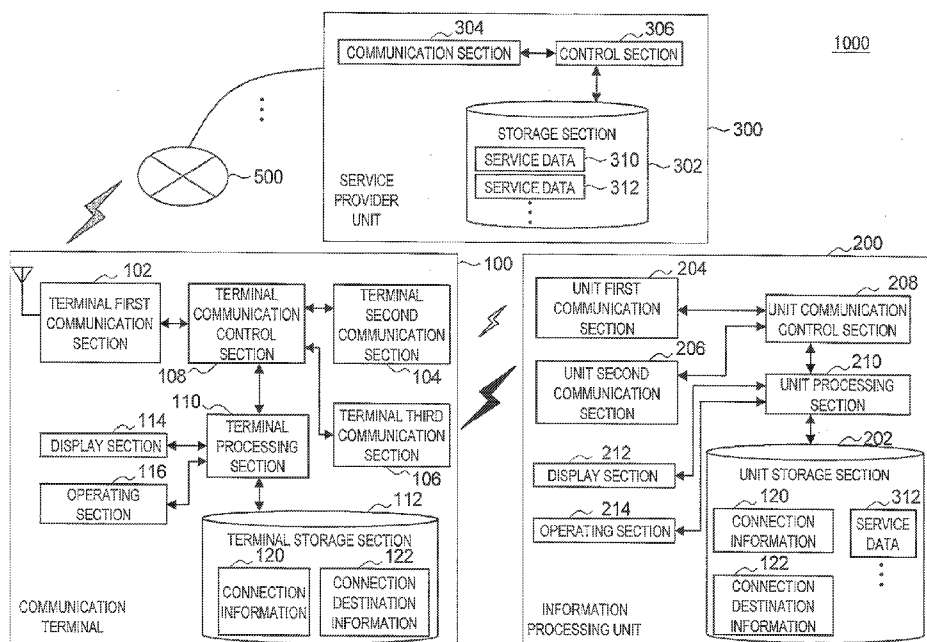 1000
304
COMMUNICATION SECTION
306
CONTROL SECTION
STORAGE SECTION
SERVICE DATA
310
SERVICE DATA
312
302
300
SERVICE
PROVIDER
UNIT
500
100
102
TERMINAL FIRST
COMMUNICATION
SECTION
TERMINAL
COMMUNICATION
CONTROL
SECTION
108
TERMINAL
SECOND
COMMUNICATION
SECTION
104
110
TERMINAL
PROCESSING
SECTION
TERMINAL THIRD
COMMUNICATION
SECTION
106
114
DISPLAY SECTION
116
OPERATING
SECTION
112
TERMINAL STORAGE SECTION
120
CONNECTION
INFORMATION
122
CONNECTION
DESTINATION
INFORMATION
COMMUNICATION
TERMINAL
200
204
UNIT FIRST
COMMUNICATION
SECTION
208
UNIT COMMUNICATION
CONTROL SECTION
206
UNIT SECOND
COMMUNICATION
SECTION
210
UNIT PROCESSING
SECTION
212
DISPLAY SECTION
214
OPERATING SECTION
202
UNIT STORAGE SECTION
120
CONNECTION
INFORMATION
312
SERVICE
DATA
122
CONNECTION
DESTINATION
INFORMATION
INFORMATION
PROCESSING UNIT